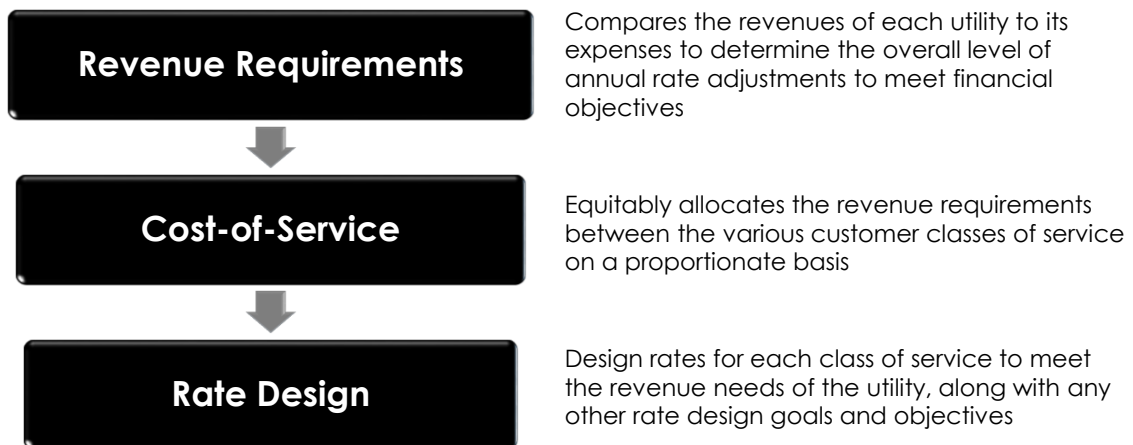 Revenue Requirements
Compares the revenues of each utility to its
expenses to determine the overall level of
annual rate adjustments to meet financial
objectives
Cost-of-Service
Equitably allocates the revenue requirements
between the various customer classes of service
on a proportionate basis
Rate Design
Design rates for each class of service to meet
the revenue needs of the utility, along with any
other rate design goals and objectives